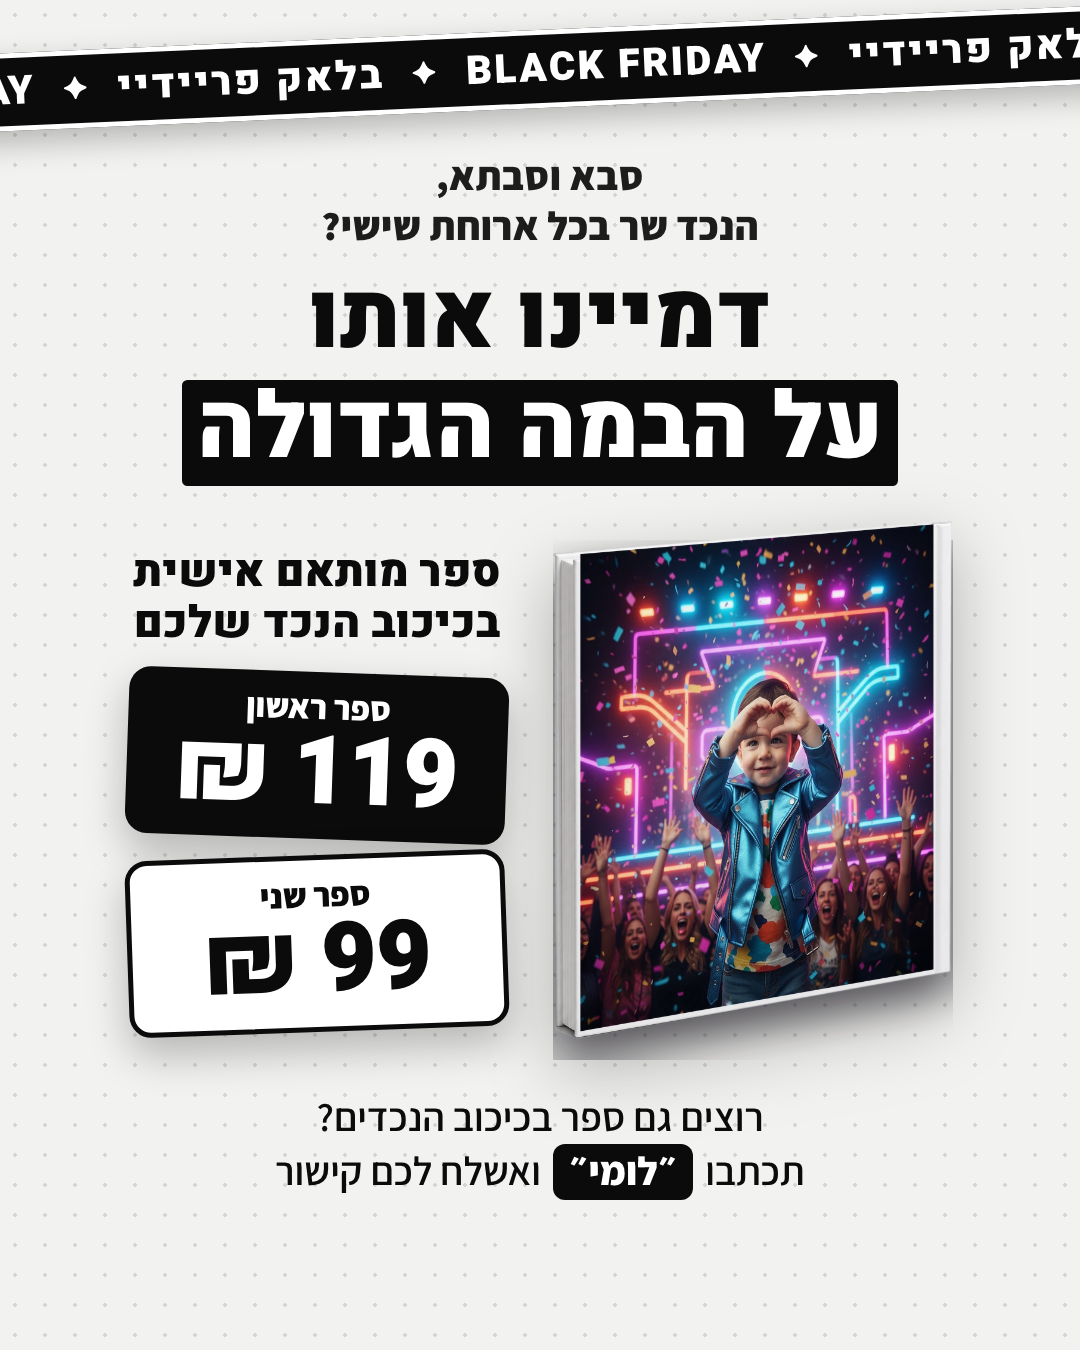 בלאק פריידיי ✦ BLACK FRIDAY ✦ בלאק פריידיי ✦
סבא וסבתא,
הנכד שר בכל ארוחת שישי?
דמיינו אותו
על הבמה הגדולה
ספר מותאם אישית
בכיכוב הנכד שלכם
ספר ראשון
119 ₪
ספר שני
99 ₪
רוצים גם ספר בכיכוב הנכדים?
תכתבו ״לומי״ ואשלח לכם קישור